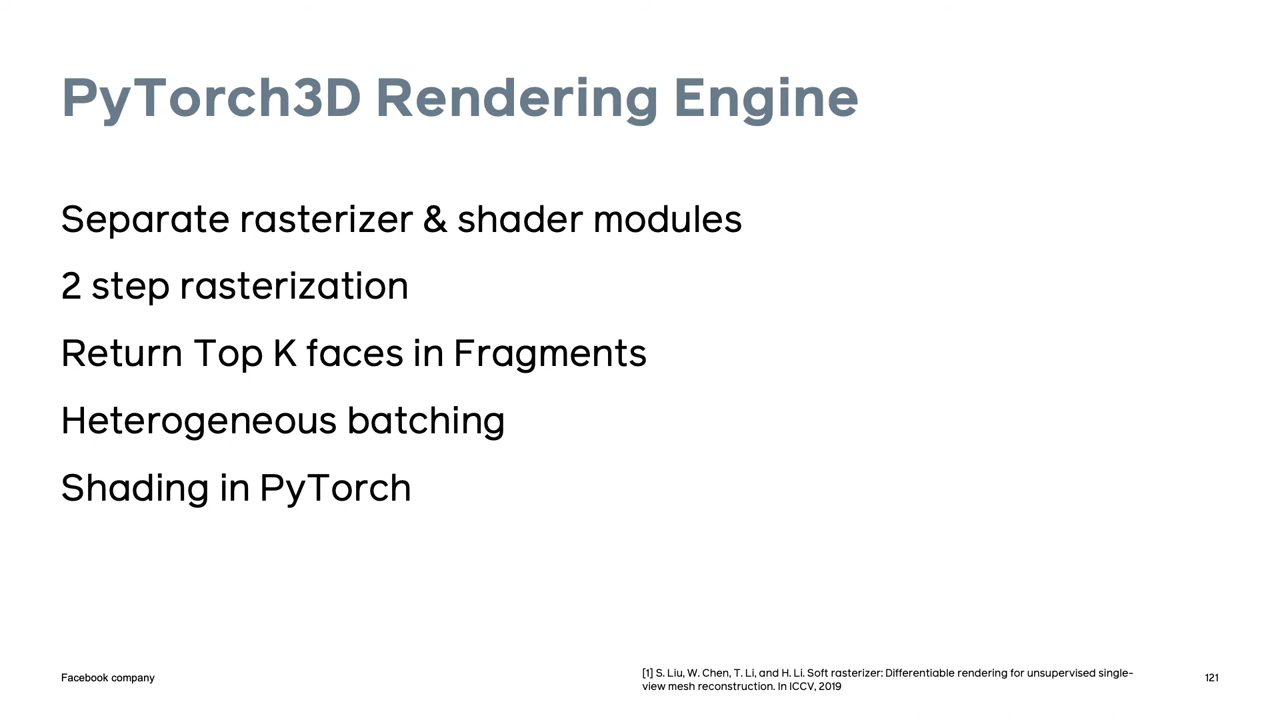 PyTorch3D Rendering Engine
Separate rasterizer & shader modules
2 step rasterization
Return Top K faces in Fragments
Heterogeneous batching
Shading in PyTorch
Facebook company
[1] S. Liu, W. Chen, T. Li, and H. Li. Soft rasterizer: Differentiable rendering for unsupervised single-
view mesh reconstruction. In ICCV, 2019
121